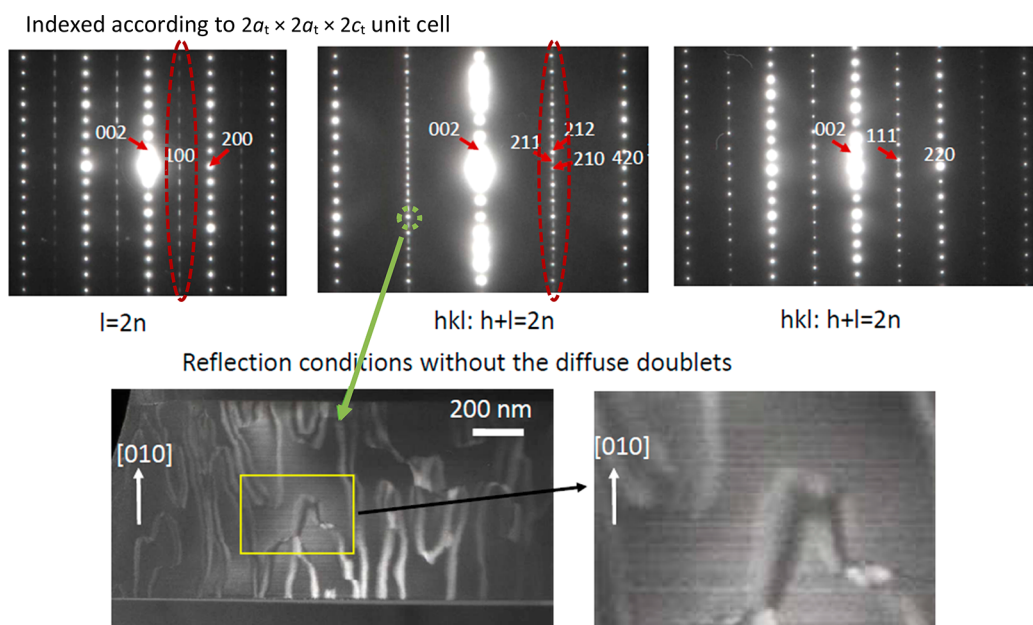 Indexed according to 2aₜ × 2aₜ × 2cₜ unit cell
002
100
200
002
211
212
210
420
002
111
220
l=2n
hkl: h+l=2n
hkl: h+l=2n
Reflection conditions without the diffuse doublets
200 nm
[010]
[010]